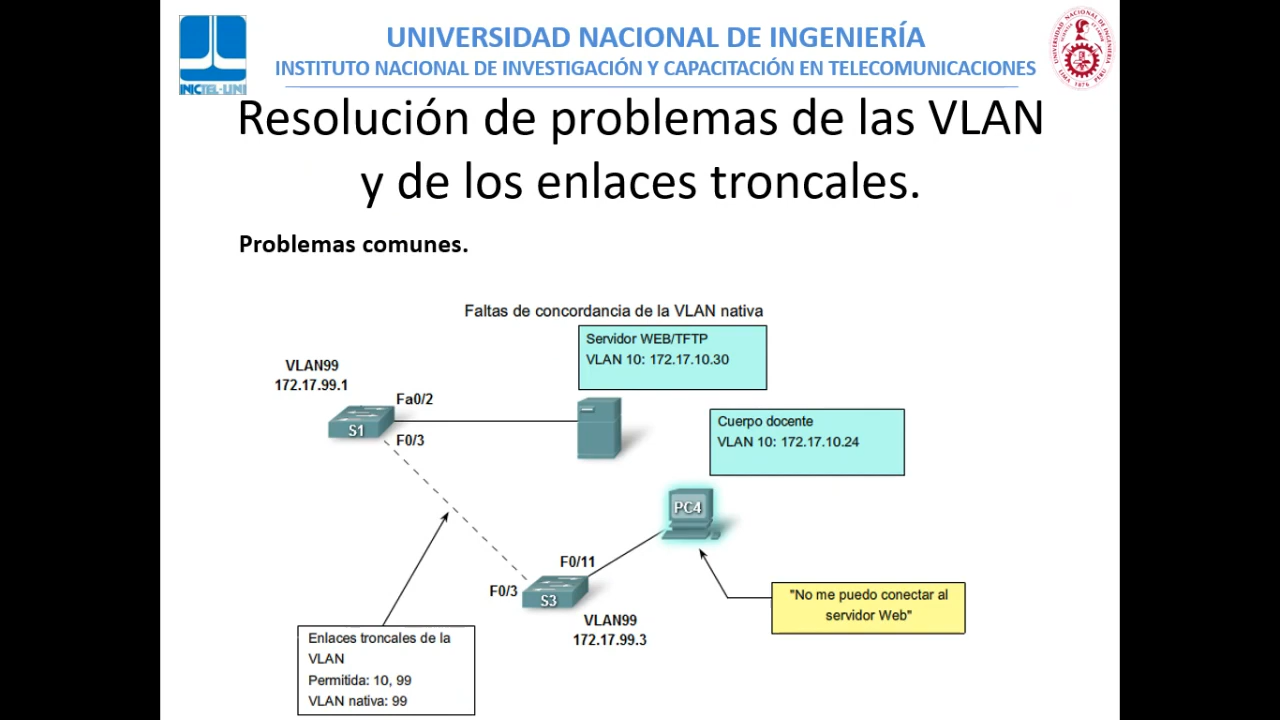 UNIVERSIDAD NACIONAL DE INGENIERÍA
INSTITUTO NACIONAL DE INVESTIGACIÓN Y CAPACITACIÓN EN TELECOMUNICACIONES
INICTEL-UNI
Resolución de problemas de las VLAN
y de los enlaces troncales.
Problemas comunes.
Faltas de concordancia de la VLAN nativa
Servidor WEB/TFTP
VLAN 10: 172.17.10.30
VLAN99
172.17.99.1
Fa0/2
S1
F0/3
Cuerpo docente
VLAN 10: 172.17.10.24
PC4
F0/11
F0/3
S3
VLAN99
172.17.99.3
"No me puedo conectar al
servidor Web"
Enlaces troncales de la
VLAN
Permitida: 10, 99
VLAN nativa: 99